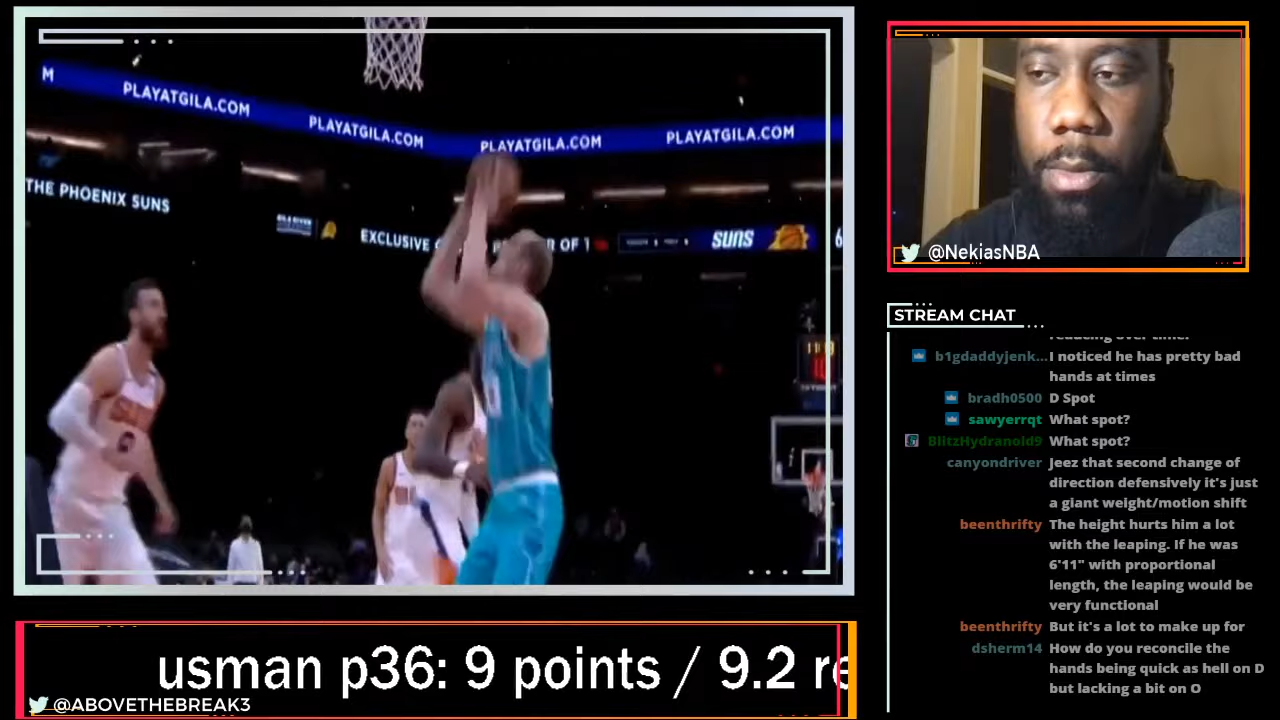 M
PLAYATGILA.COM
PLAYATGILA.COM
PLAYATGILA.COM
PLAYATGILA.COM
THE PHOENIX SUNS
EXCLUSIVE
OF
SUNS
@NekiasNBA
STREAM CHAT
reducing over time.
b1gdaddyjenk... I noticed he has pretty bad
hands at times
bradh0500 D Spot
sawyerrqt What spot?
BlitzHydranoid9 What spot?
canyondriver Jeez that second change of
direction defensively it's just
a giant weight/motion shift
beenthrifty The height hurts him a lot
with the leaping. If he was
6'11" with proportional
length, the leaping would be
very functional
beenthrifty But it's a lot to make up for
dsherm14 How do you reconcile the
hands being quick as hell on D
but lacking a bit on O
usman p36: 9 points / 9.2 re
@ABOVETHEBREAK3